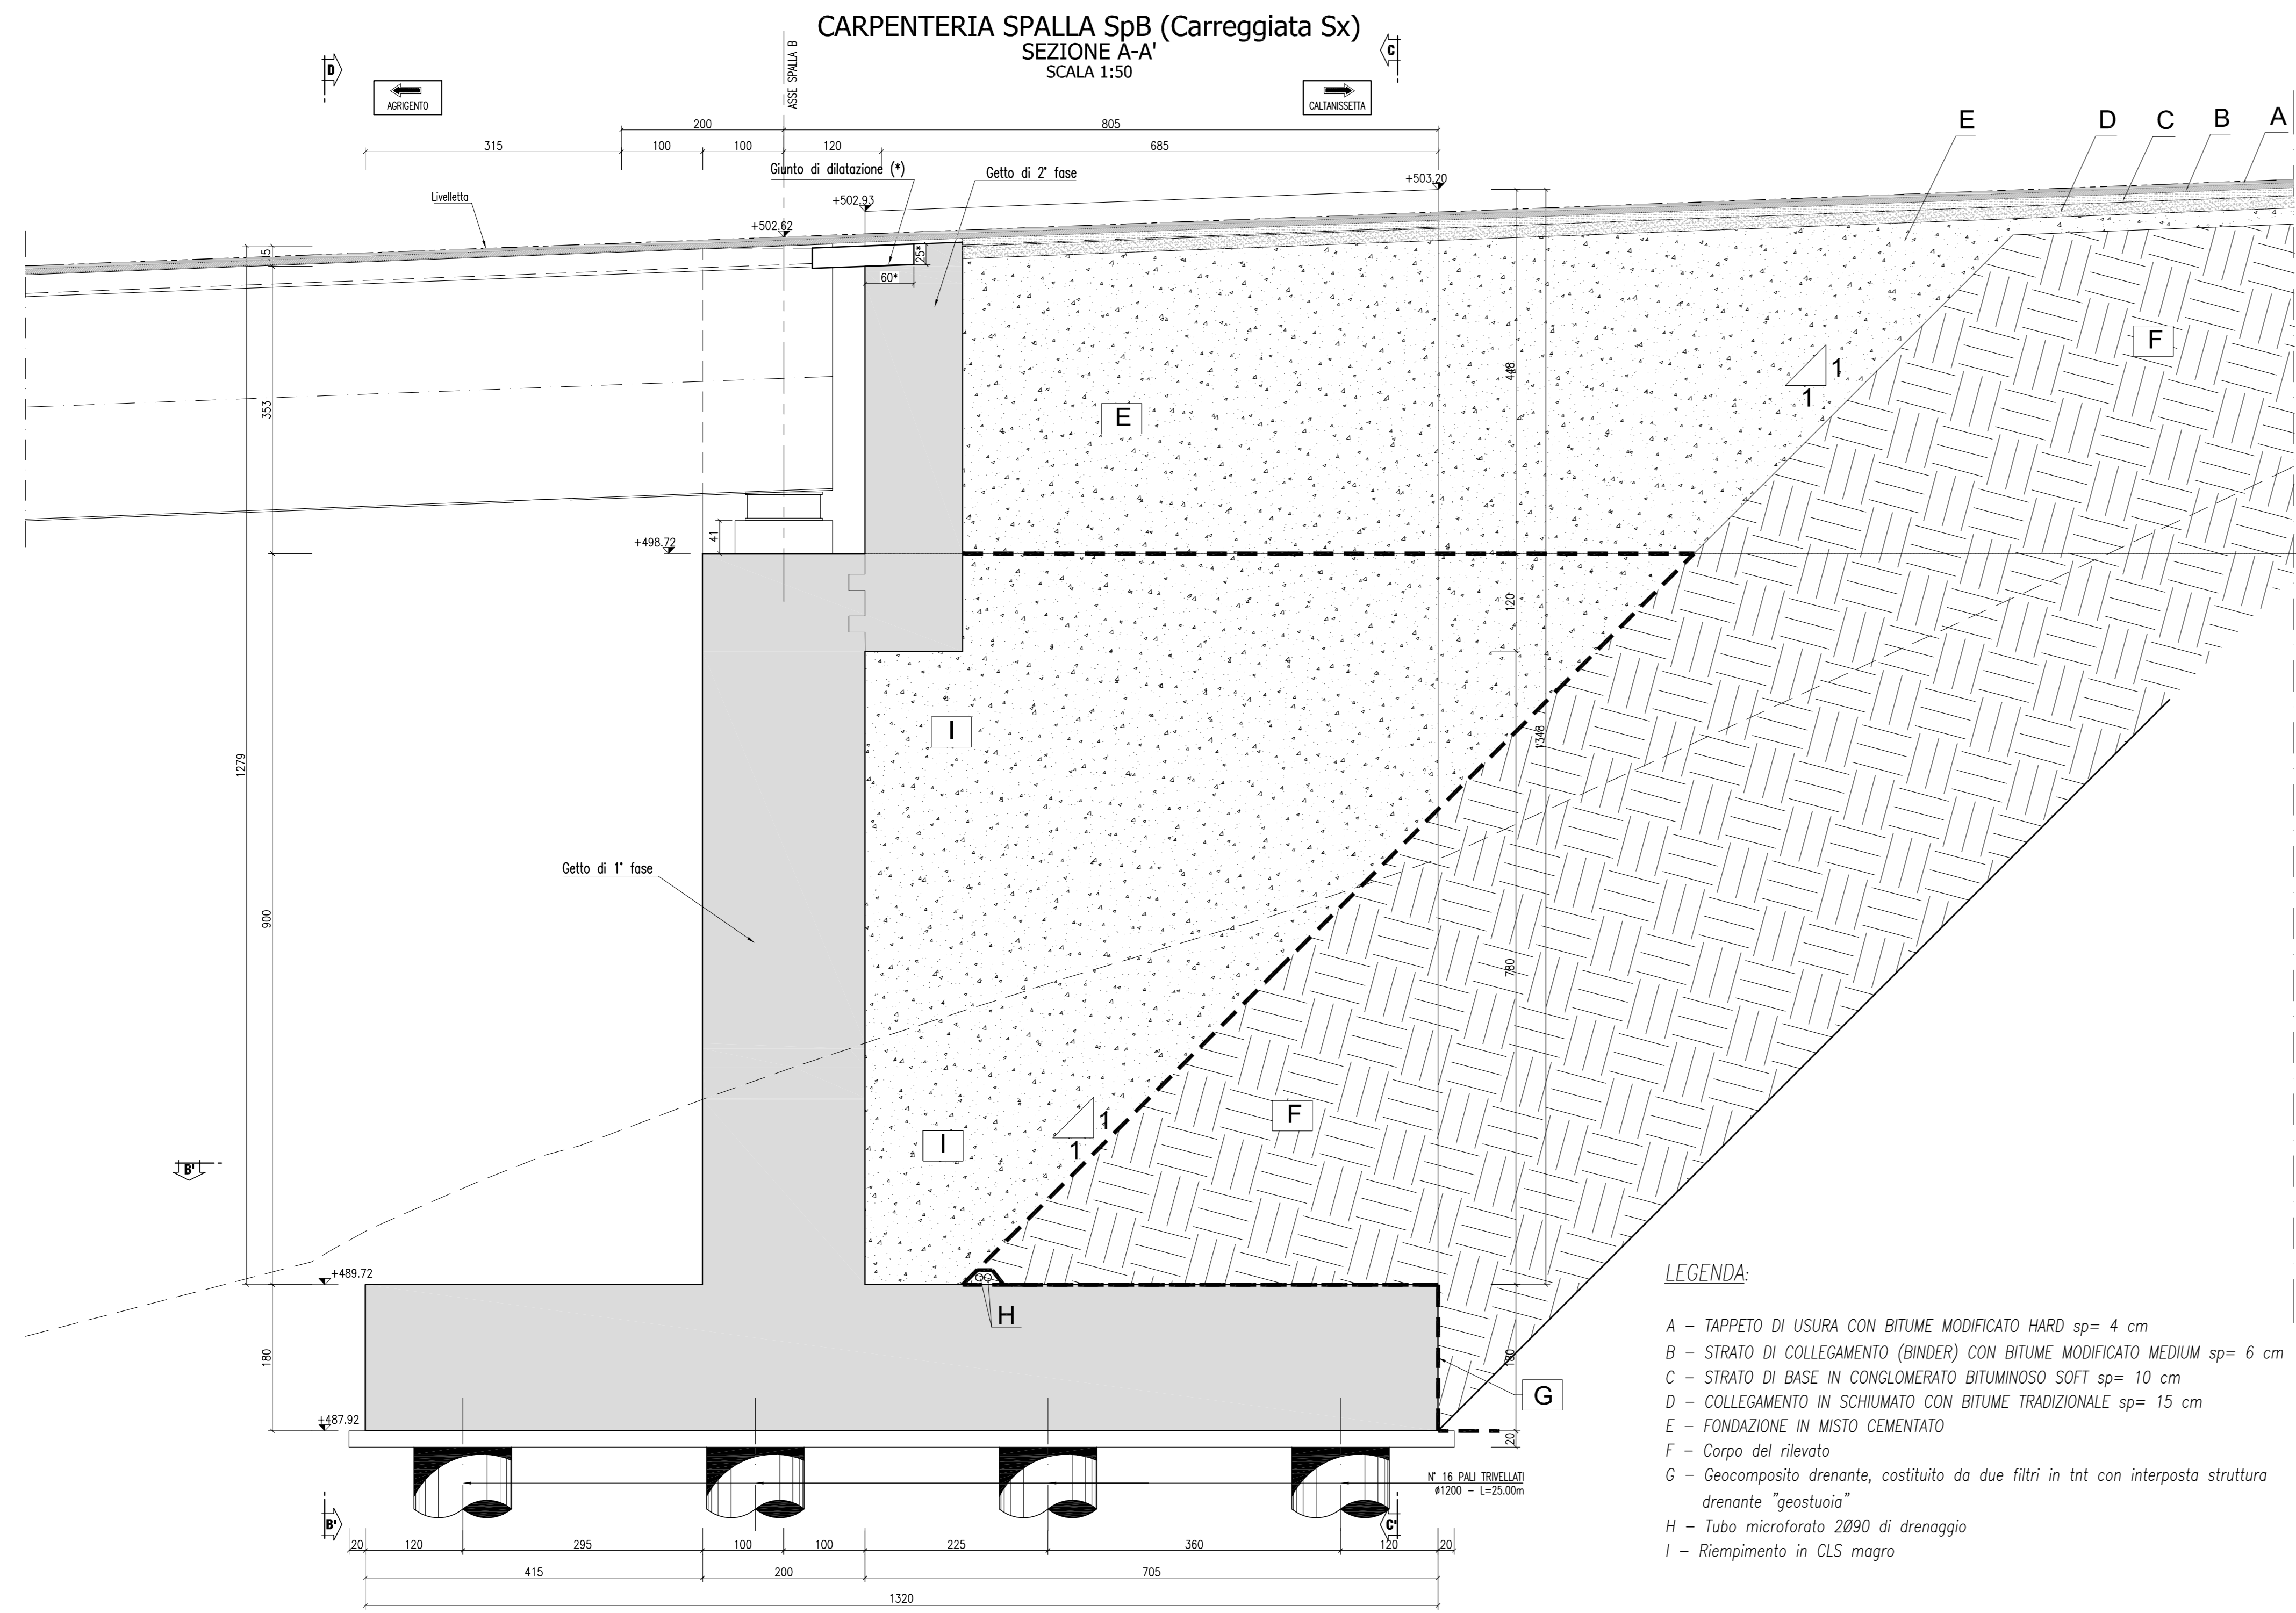 CARPENTERIA SPALLA SpB (Carreggiata Sx)
SEZIONE A-A'
SCALA 1:50
D
C
AGRIGENTO
CALTANISSETTA
ASSE SPALLA B
200
805
315
100
100
120
685
Giunto di dilatazione (*)
Getto di 2° fase
Livelletta
E
D
C
B
A
+503.20
+502.93
+502.62
25*
60*
15
353
448
E
F
1
1
+498.72
41
120
1348
1279
I
Getto di 1° fase
900
780
I
F
1
1
B'
+489.72
H
180
180
G
+487.92
20
N° 16 PALI TRIVELLATI
ø1200 - L=25.00m
B'
C'
20
120
295
100
100
225
360
120
20
415
200
705
1320
LEGENDA:
A - TAPPETO DI USURA CON BITUME MODIFICATO HARD sp= 4 cm
B - STRATO DI COLLEGAMENTO (BINDER) CON BITUME MODIFICATO MEDIUM sp= 6 cm
C - STRATO DI BASE IN CONGLOMERATO BITUMINOSO SOFT sp= 10 cm
D - COLLEGAMENTO IN SCHIUMATO CON BITUME TRADIZIONALE sp= 15 cm
E - FONDAZIONE IN MISTO CEMENTATO
F - Corpo del rilevato
G - Geocomposito drenante, costituito da due filtri in tnt con interposta struttura
drenante "geostuoia"
H - Tubo microforato 2Ø90 di drenaggio
I - Riempimento in CLS magro